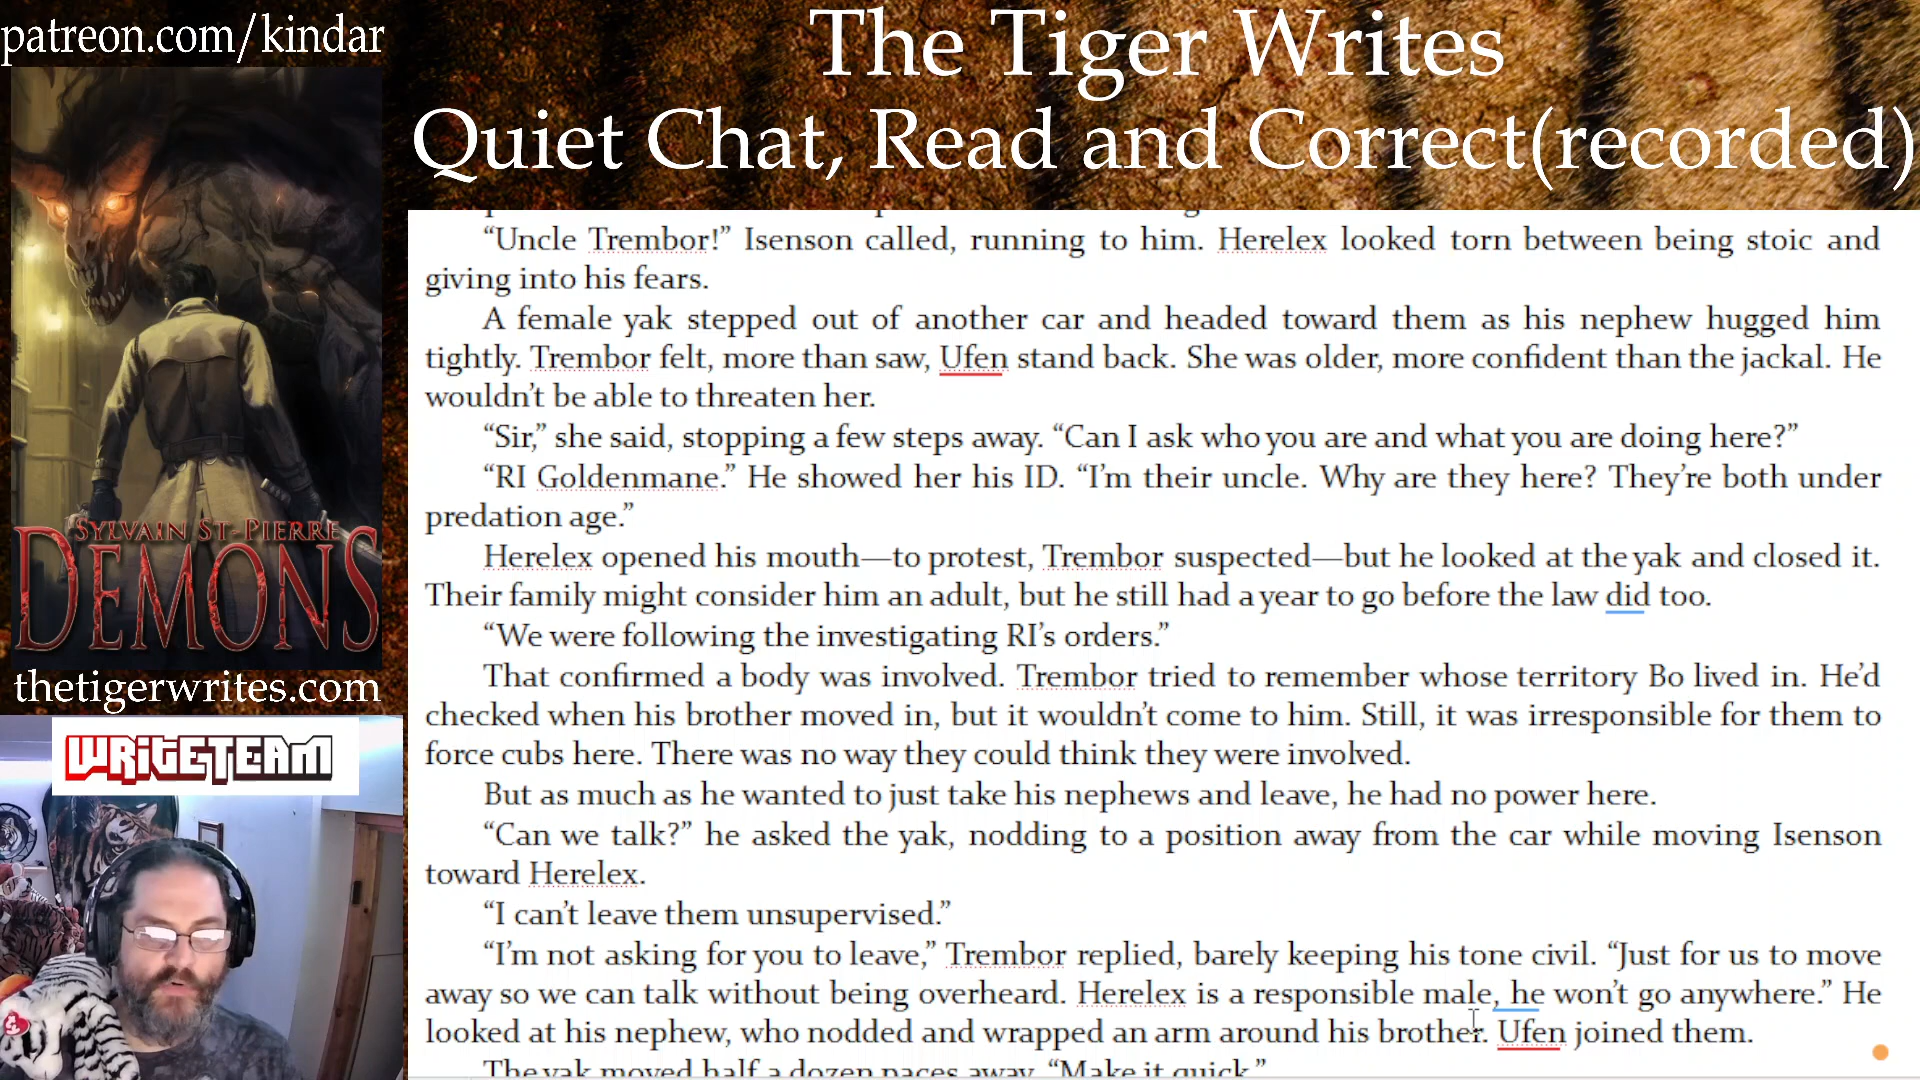 patreon.com/kindar
The Tiger Writes
Quiet Chat, Read and Correct(recorded)
SYLVAIN ST-PIERRE
DEMONS
thetigerwrites.com
WRITETEAM
“Uncle Trembor!” Isenson called, running to him. Herelex looked torn between being stoic and
giving into his fears.
A female yak stepped out of another car and headed toward them as his nephew hugged him
tightly. Trembor felt, more than saw, Ufen stand back. She was older, more confident than the jackal. He
wouldn’t be able to threaten her.
“Sir,” she said, stopping a few steps away. “Can I ask who you are and what you are doing here?”
“RI Goldenmane.” He showed her his ID. “I’m their uncle. Why are they here? They’re both under
predation age.”
Herelex opened his mouth—to protest, Trembor suspected—but he looked at the yak and closed it.
Their family might consider him an adult, but he still had a year to go before the law did too.
“We were following the investigating RI’s orders.”
That confirmed a body was involved. Trembor tried to remember whose territory Bo lived in. He’d
checked when his brother moved in, but it wouldn’t come to him. Still, it was irresponsible for them to
force cubs here. There was no way they could think they were involved.
But as much as he wanted to just take his nephews and leave, he had no power here.
“Can we talk?” he asked the yak, nodding to a position away from the car while moving Isenson
toward Herelex.
“I can’t leave them unsupervised.”
“I’m not asking for you to leave,” Trembor replied, barely keeping his tone civil. “Just for us to move
away so we can talk without being overheard. Herelex is a responsible male, he won’t go anywhere.” He
looked at his nephew, who nodded and wrapped an arm around his brother. Ufen joined them.
The yak moved half a dozen paces away. “Make it quick.”